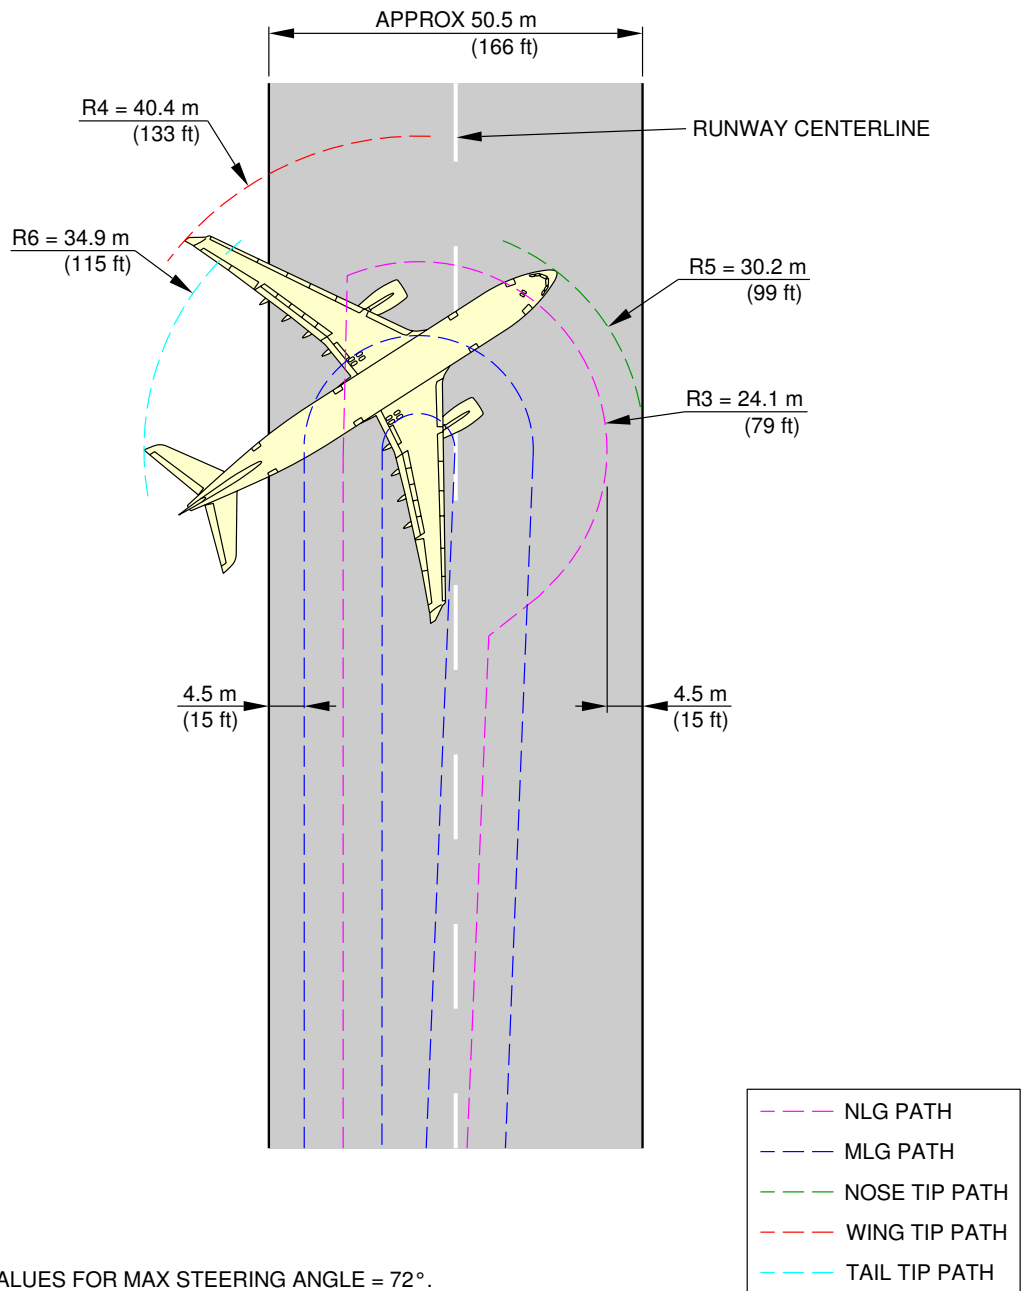 APPROX 50.5 m
(166 ft)
R4 = 40.4 m
(133 ft)
RUNWAY CENTERLINE
R6 = 34.9 m
(115 ft)
R5 = 30.2 m
(99 ft)
R3 = 24.1 m
(79 ft)
4.5 m
(15 ft)
4.5 m
(15 ft)
NLG PATH
MLG PATH
NOSE TIP PATH
WING TIP PATH
TAIL TIP PATH
ALUES FOR MAX STEERING ANGLE = 72°.